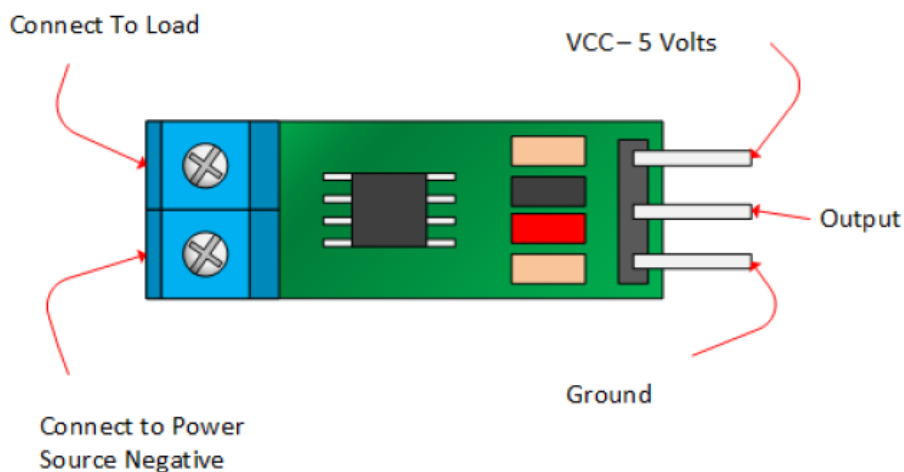 Connect To Load
VCC – 5 Volts
Output
Ground
Connect to Power
Source Negative